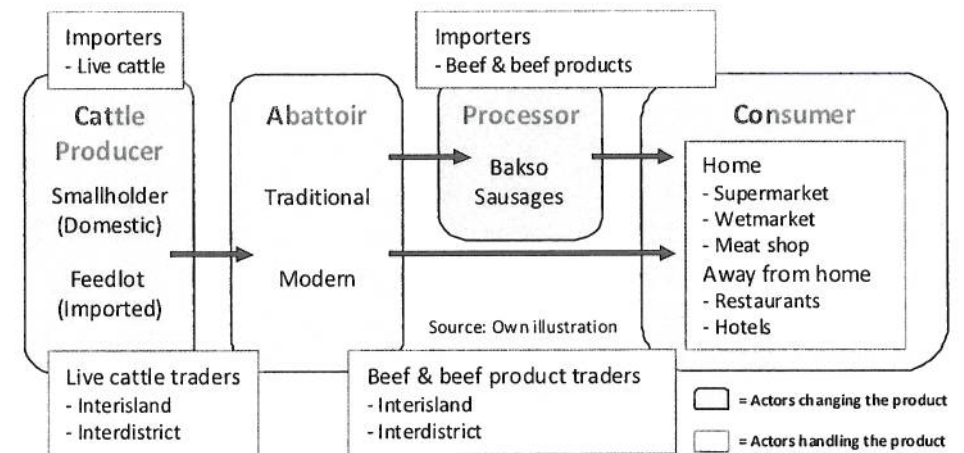 Importers
- Live cattle
Importers
- Beef & beef products
Cattle
Producer
Smallholder
(Domestic)
Feedlot
(Imported)
Abattoir
Traditional
Modern
Processor
Bakso
Sausages
Consumer
Home
- Supermarket
- Wetmarket
- Meat shop
Away from home
- Restaurants
- Hotels
Source: Own illustration
Live cattle traders
- Interisland
- Interdistrict
Beef & beef product traders
- Interisland
- Interdistrict
= Actors changing the product
= Actors handling the product